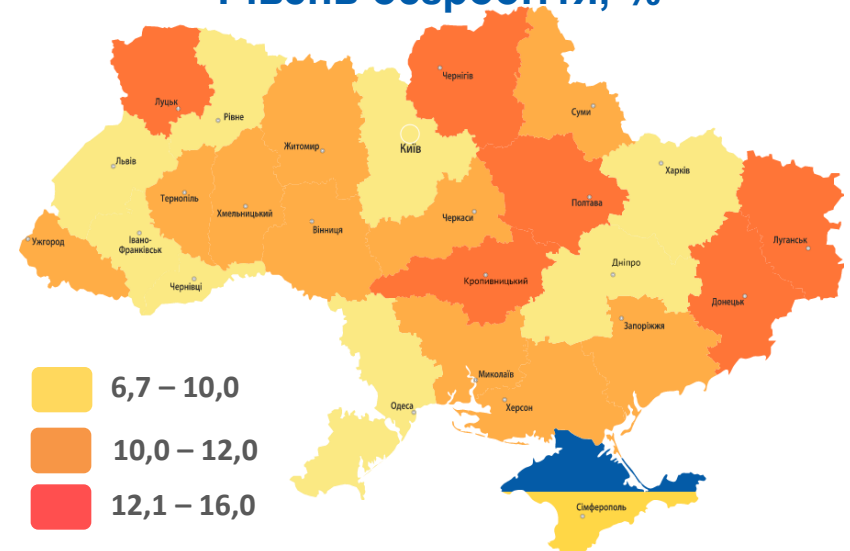 Рівень безробіття, %
Чернігів
Луцьк
Рівне
Суми
Житомир
Київ
Львів
Харків
Тернопіль
Хмельницький
Полтава
Черкаси
Вінниця
Ужгород
Івано-
Франківськ
Луганськ
Дніпро
Кропивницький
Чернівці
Донецьк
Запоріжжя
Миколаїв
6,7 – 10,0
Одеса
Херсон
10,0 – 12,0
12,1 – 16,0
Сімферополь